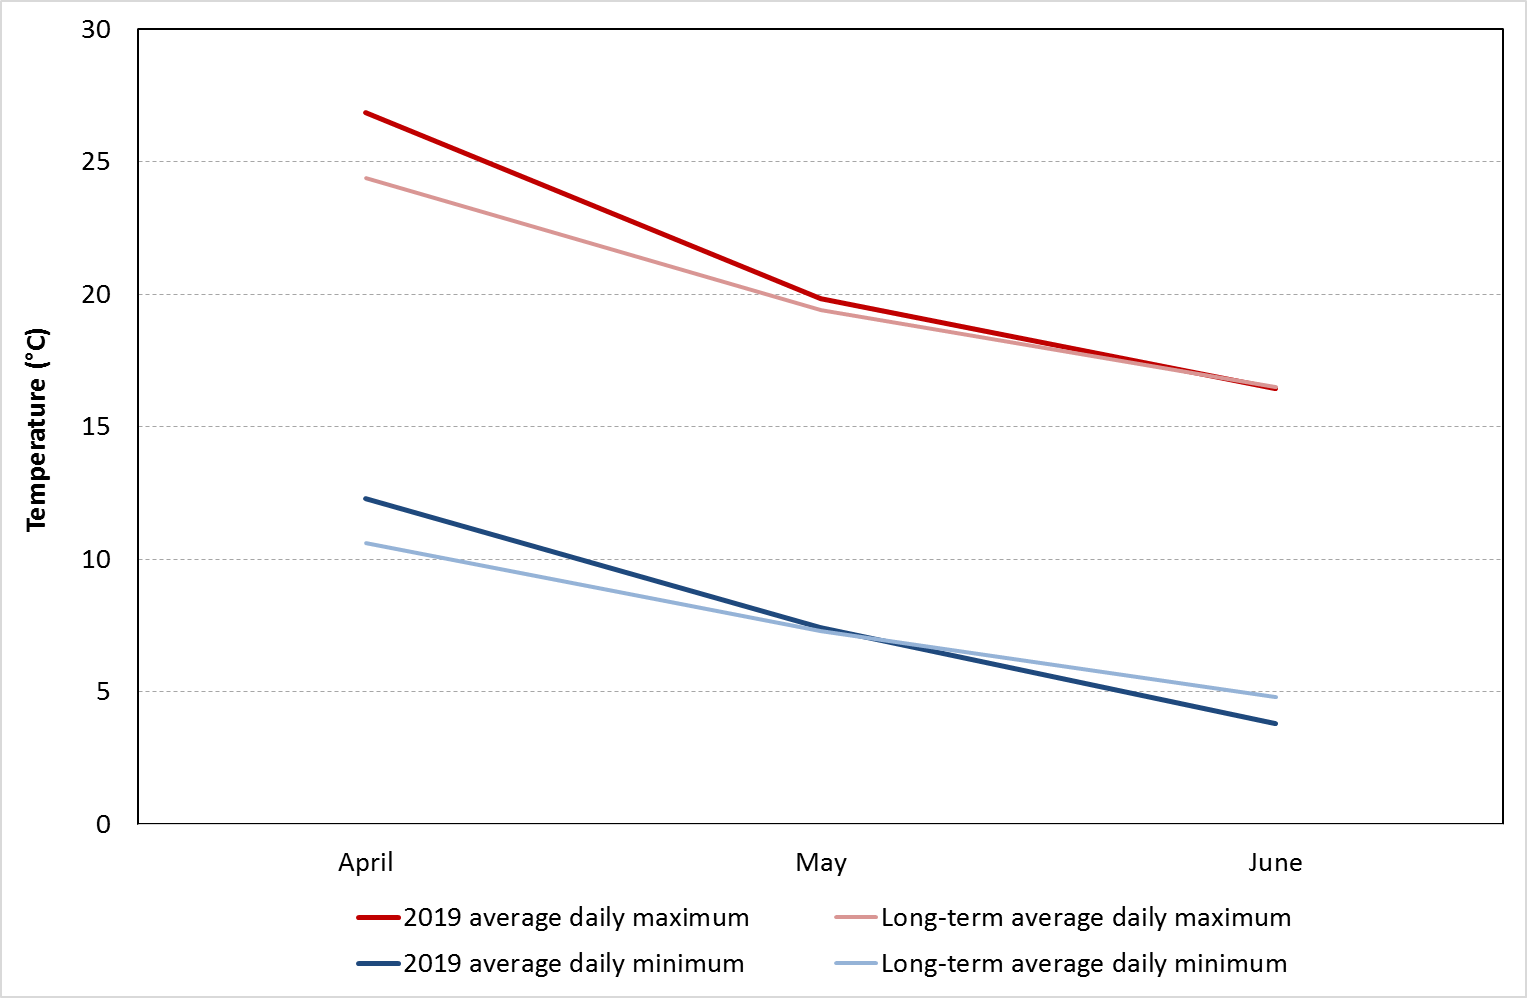 30
25
20
15
10
5
0
Temperature (°C)
April May June
2019 average daily maximum Long-term average daily maximum
2019 average daily minimum Long-term average daily minimum